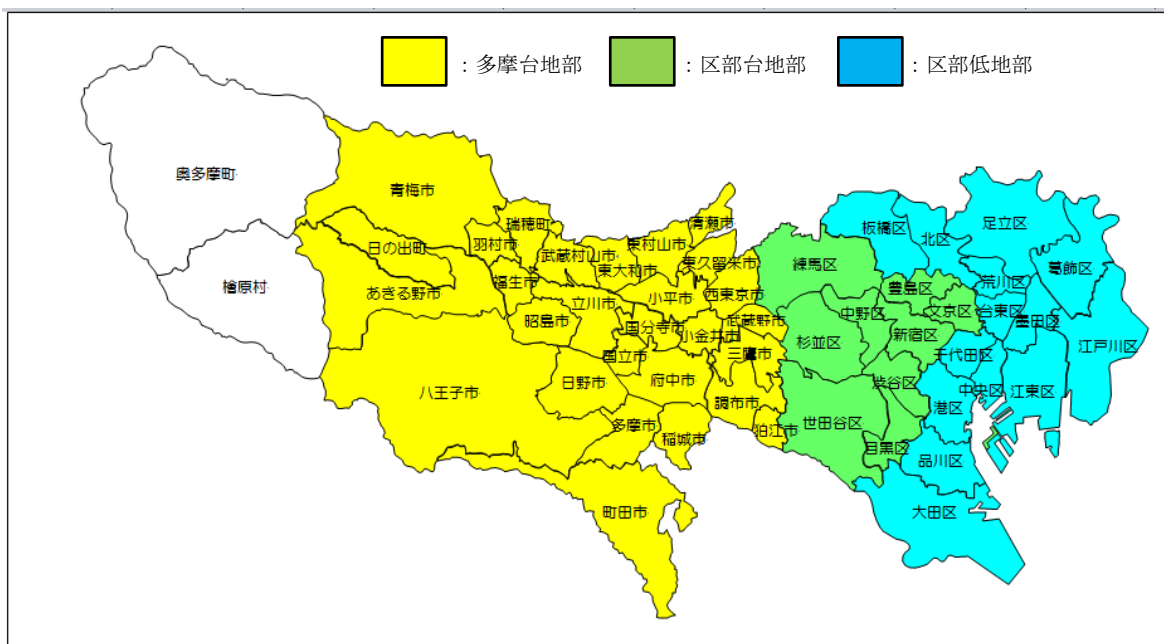 ：多摩台地部
：区部台地部
：区部低地部
奥多摩町
青梅市
瑞穂町
清瀬市
板橋区
北区
足立区
日の出町
羽村市
武蔵村山市
東村山市
東久留米市
練馬区
葛飾区
檜原村
あきる野市
福生市
東大和市
豊島区
荒川区
立川市
小平市
西東京市
中野区
文京区
台東区
墨田区
昭島市
国分寺市
小金井市
武蔵野市
杉並区
新宿区
江戸川区
国立市
三鷹市
千代田区
八王子市
日野市
府中市
渋谷区
中央区
江東区
調布市
港区
多摩市
稲城市
狛江市
世田谷区
目黒区
品川区
町田市
大田区